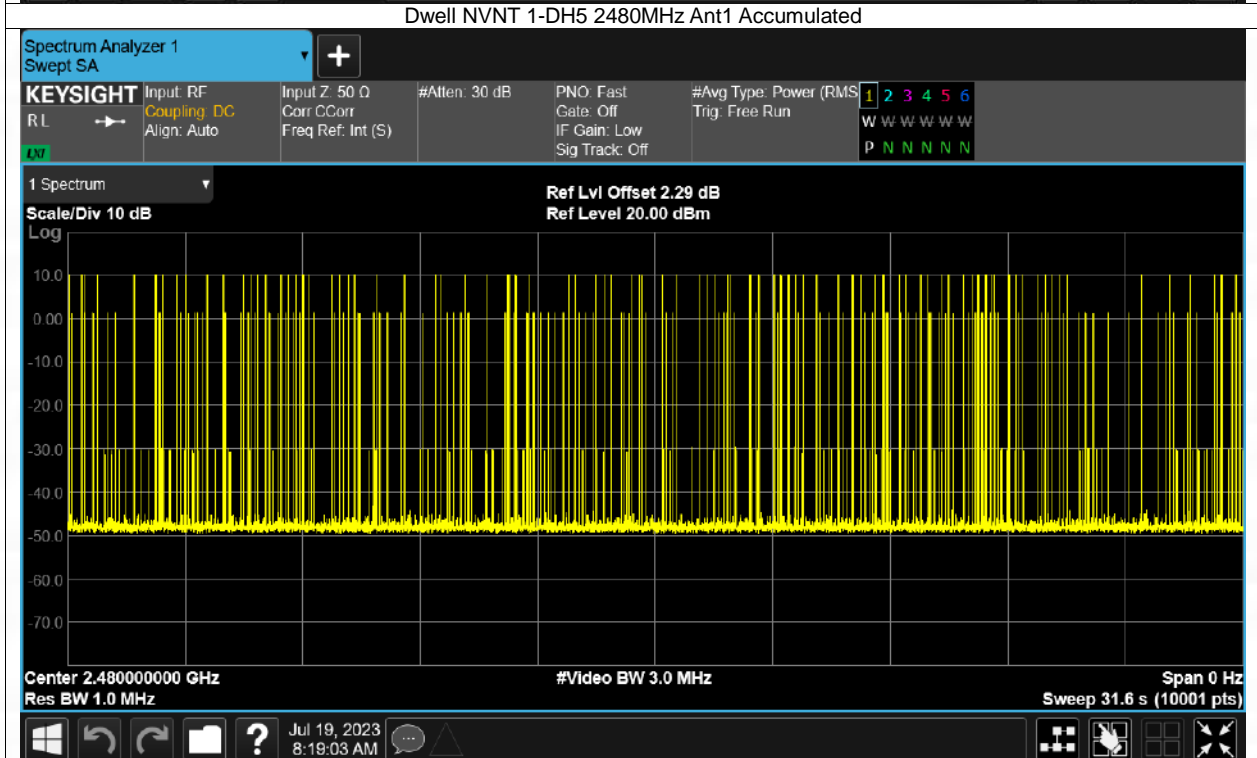 Dwell NVNT 1-DH5 2480MHz Ant1 Accumulated
Spectrum Analyzer 1
Swept SA
KEYSIGHT
RL
LXI
Input: RF
Coupling: DC
Align: Auto
Input Z: 50 Ω
Corr CCorr
Freq Ref: Int (S)
#Atten: 30 dB
PNO: Fast
Gate: Off
IF Gain: Low
Sig Track: Off
#Avg Type: Power (RMS
Trig: Free Run
1 2 3 4 5 6
W W W W W W
P N N N N N
1 Spectrum
Scale/Div 10 dB
Ref Lvl Offset 2.29 dB
Ref Level 20.00 dBm
Log
10.0
0.00
-10.0
-20.0
-30.0
-40.0
-50.0
-60.0
-70.0
Center 2.480000000 GHz
#Video BW 3.0 MHz
Span 0 Hz
Res BW 1.0 MHz
Sweep 31.6 s (10001 pts)
?
Jul 19, 2023
8:19:03 AM